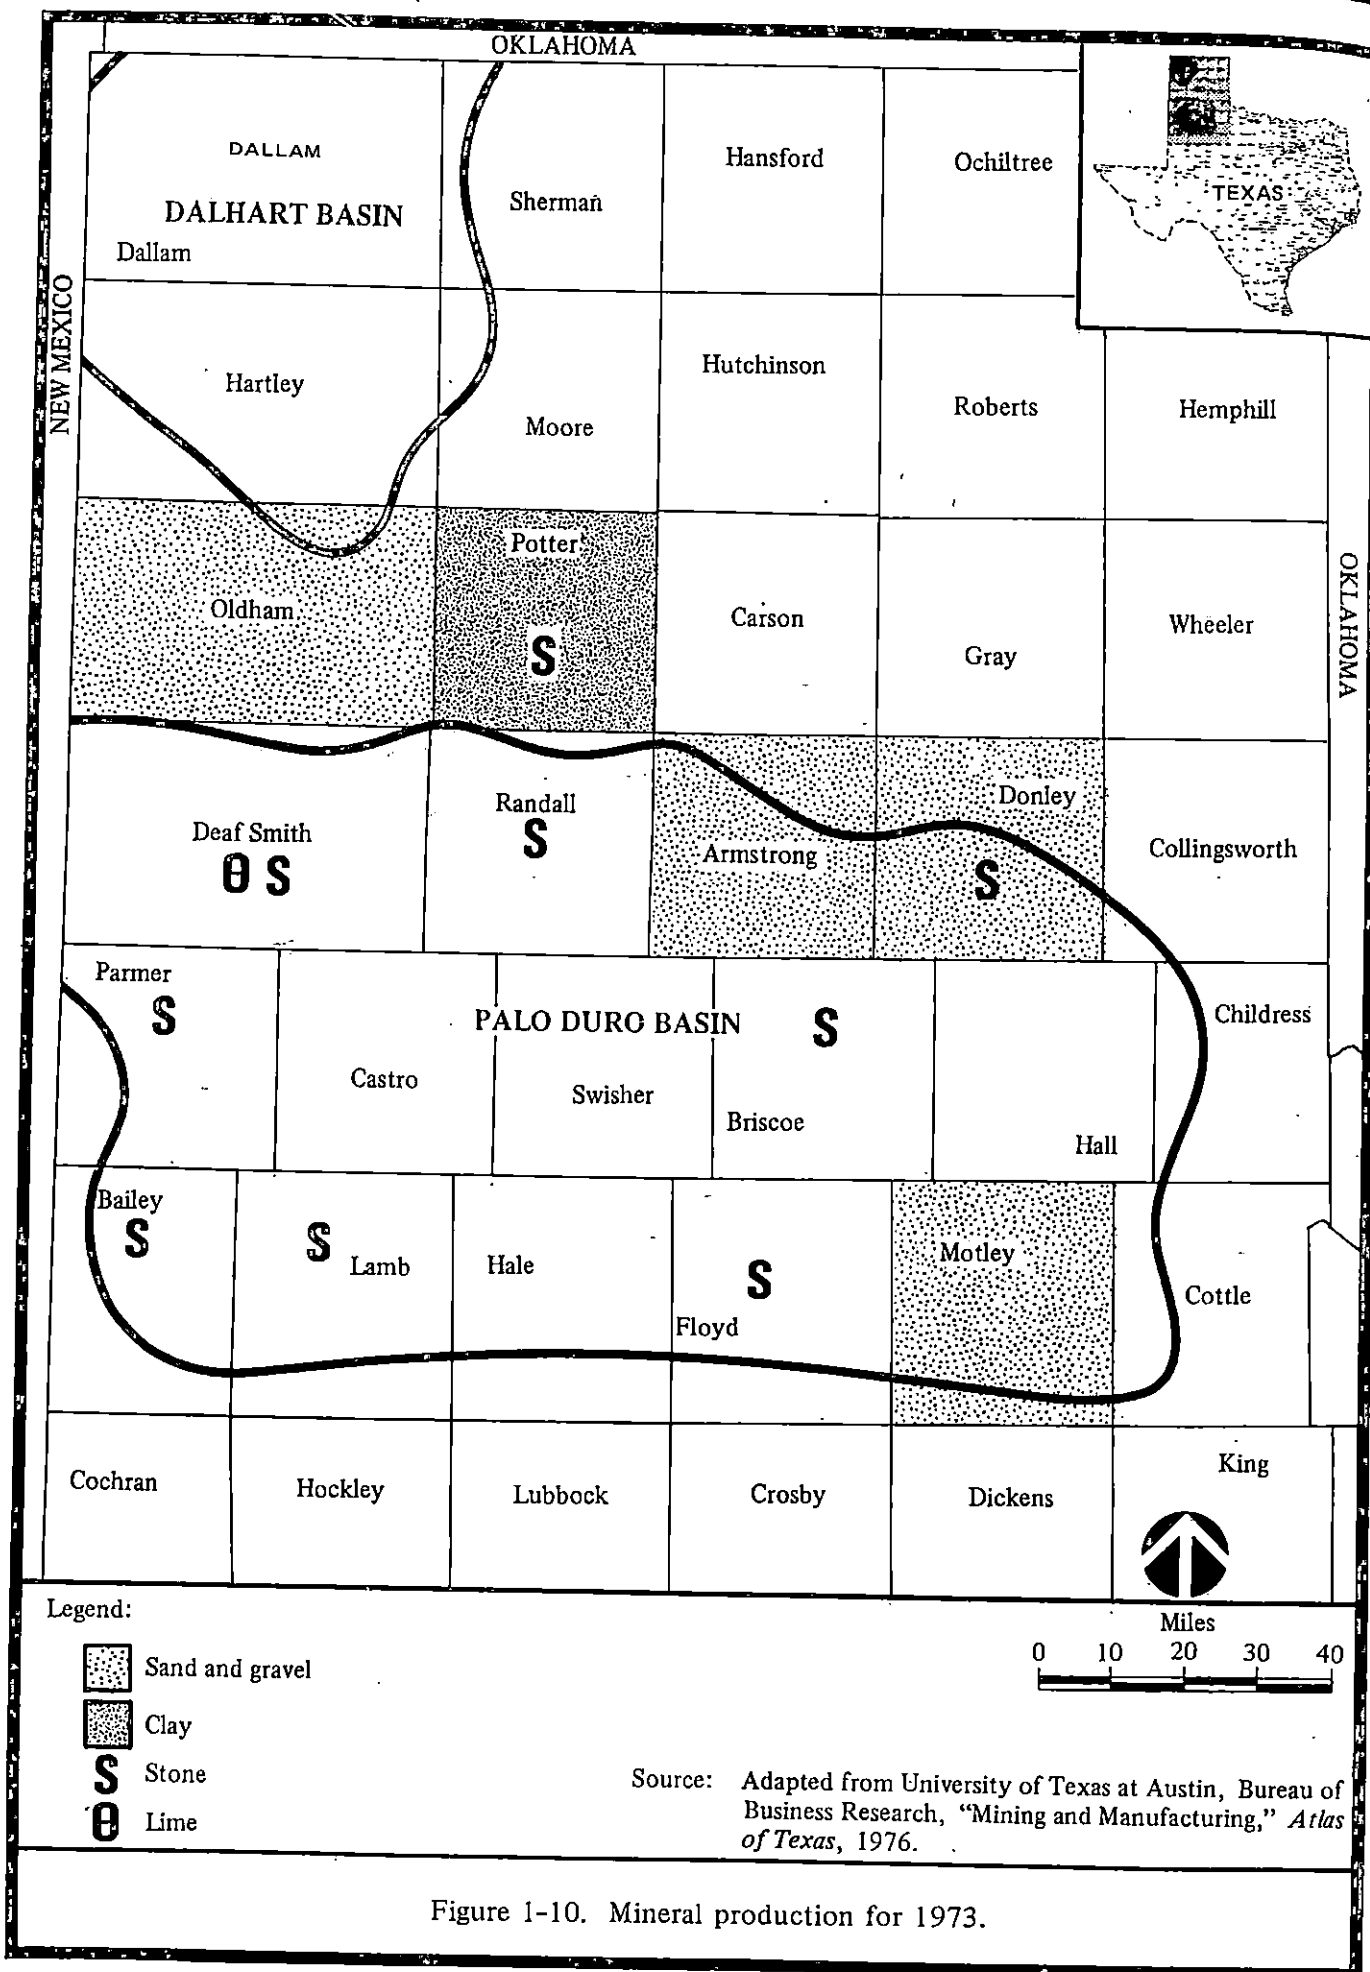 OKLAHOMA
DALLAM
DALHART BASIN
Dallam
Sherman
Hansford
Ochiltree
TEXAS
NEW MEXICO
Hartley
Moore
Hutchinson
Roberts
Hemphill
Oldham
Potter
S
Carson
Gray
Wheeler
OKLAHOMA
Deaf Smith
θ S
Randall
S
Armstrong
Donley
S
Collingsworth
Parmer
S
Castro
PALO DURO BASIN
Swisher
S
Briscoe
Hall
Childress
Bailey
S
S
Lamb
Hale
S
Floyd
Motley
Cottle
Cochran
Hockley
Lubbock
Crosby
Dickens
King
Legend:
Sand and gravel
Clay
S Stone
θ Lime
Miles
0 10 20 30 40
Source: Adapted from University of Texas at Austin, Bureau of
Business Research, “Mining and Manufacturing,” Atlas
of Texas, 1976.
Figure 1-10. Mineral production for 1973.